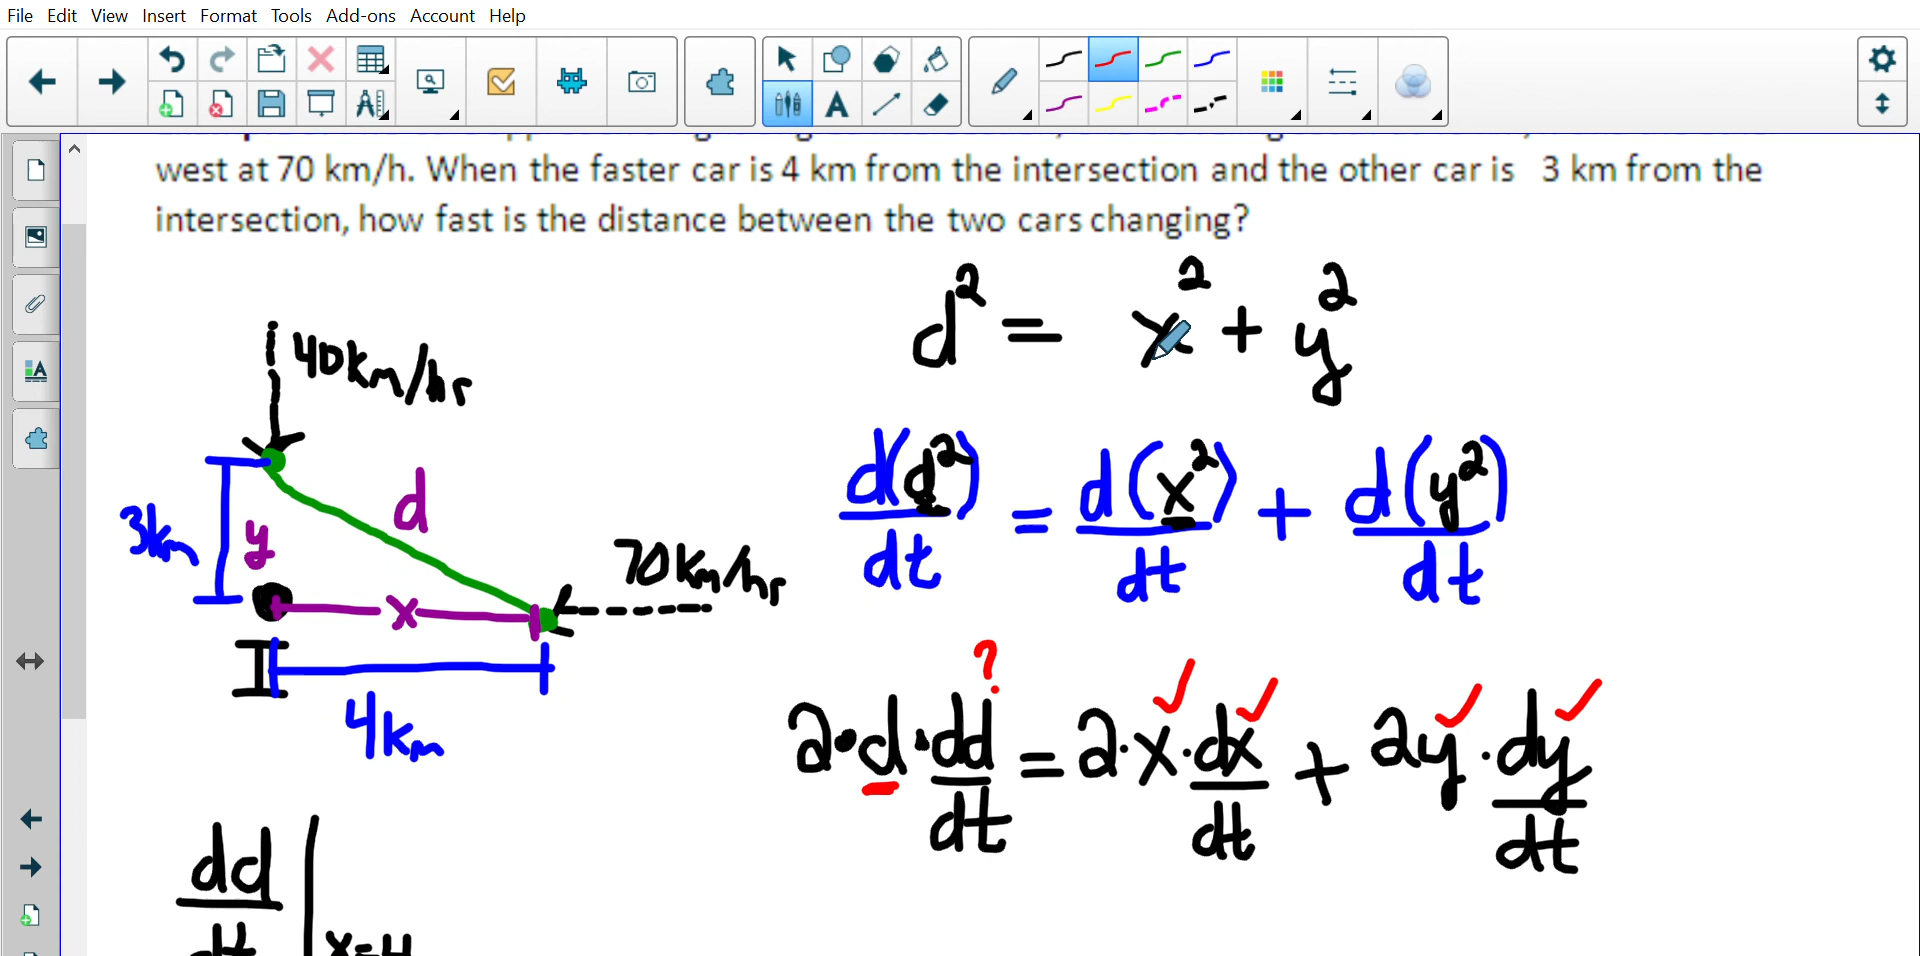 File Edit View Insert Format Tools Add-ons Account Help
west at 70 km/h. When the faster car is 4 km from the intersection and the other car is 3 km from the
intersection, how fast is the distance between the two cars changing?
d² = x² + y²
40km/hr
d(d²)/dt = d(x²)/dt + d(y²)/dt
d
3km
y
70km/hr
x
I
4km
?
2·d·dd/dt = 2·x·dx/dt + 2y·dy/dt
dd/dt | x=4